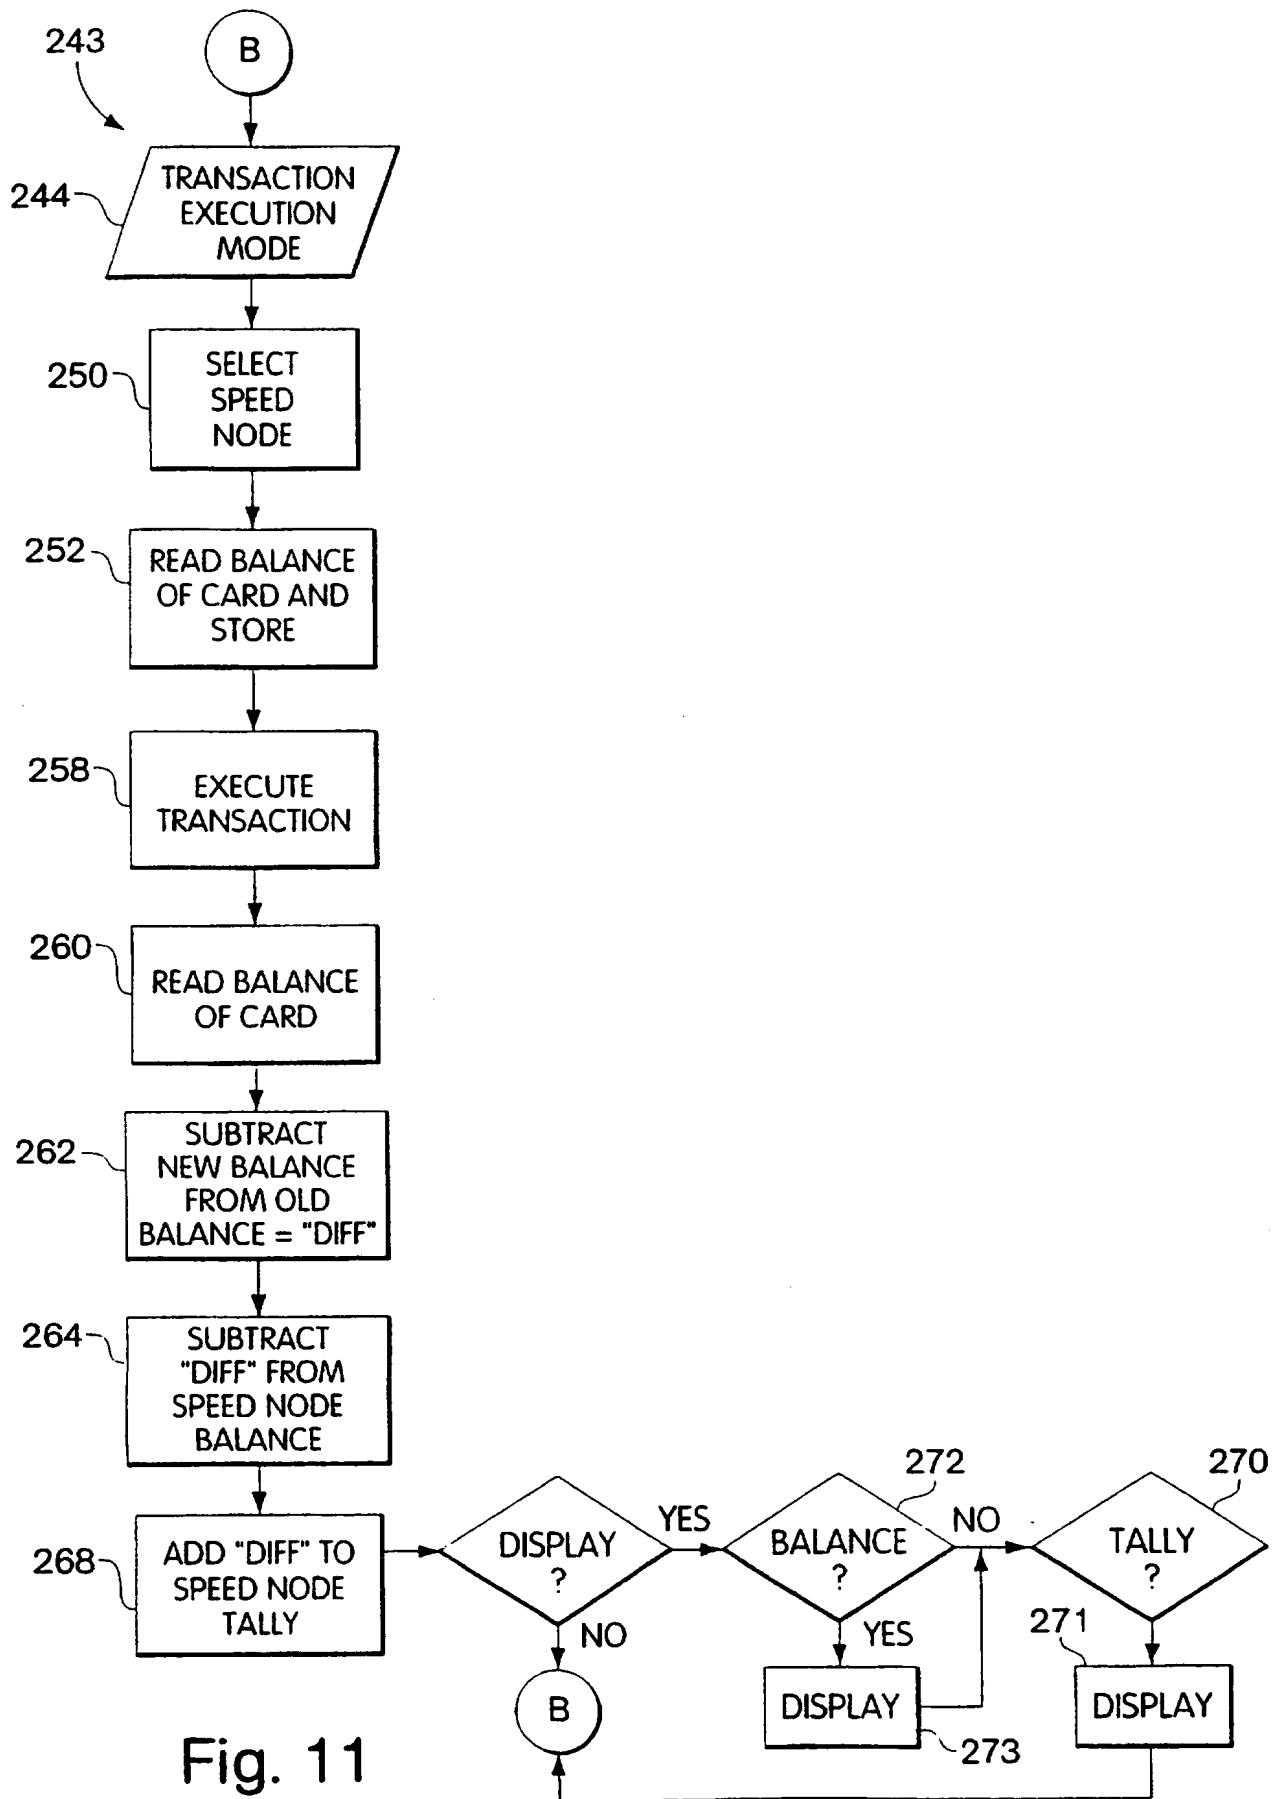 243
B
244
TRANSACTION
EXECUTION
MODE
250
SELECT
SPEED
NODE
252
READ BALANCE
OF CARD AND
STORE
258
EXECUTE
TRANSACTION
260
READ BALANCE
OF CARD
262
SUBTRACT
NEW BALANCE
FROM OLD
BALANCE = "DIFF"
264
SUBTRACT
"DIFF" FROM
SPEED NODE
BALANCE
268
ADD "DIFF" TO
SPEED NODE
TALLY
DISPLAY
?
YES
NO
B
272
BALANCE
?
NO
YES
DISPLAY
273
270
TALLY
?
271
DISPLAY
Fig. 11